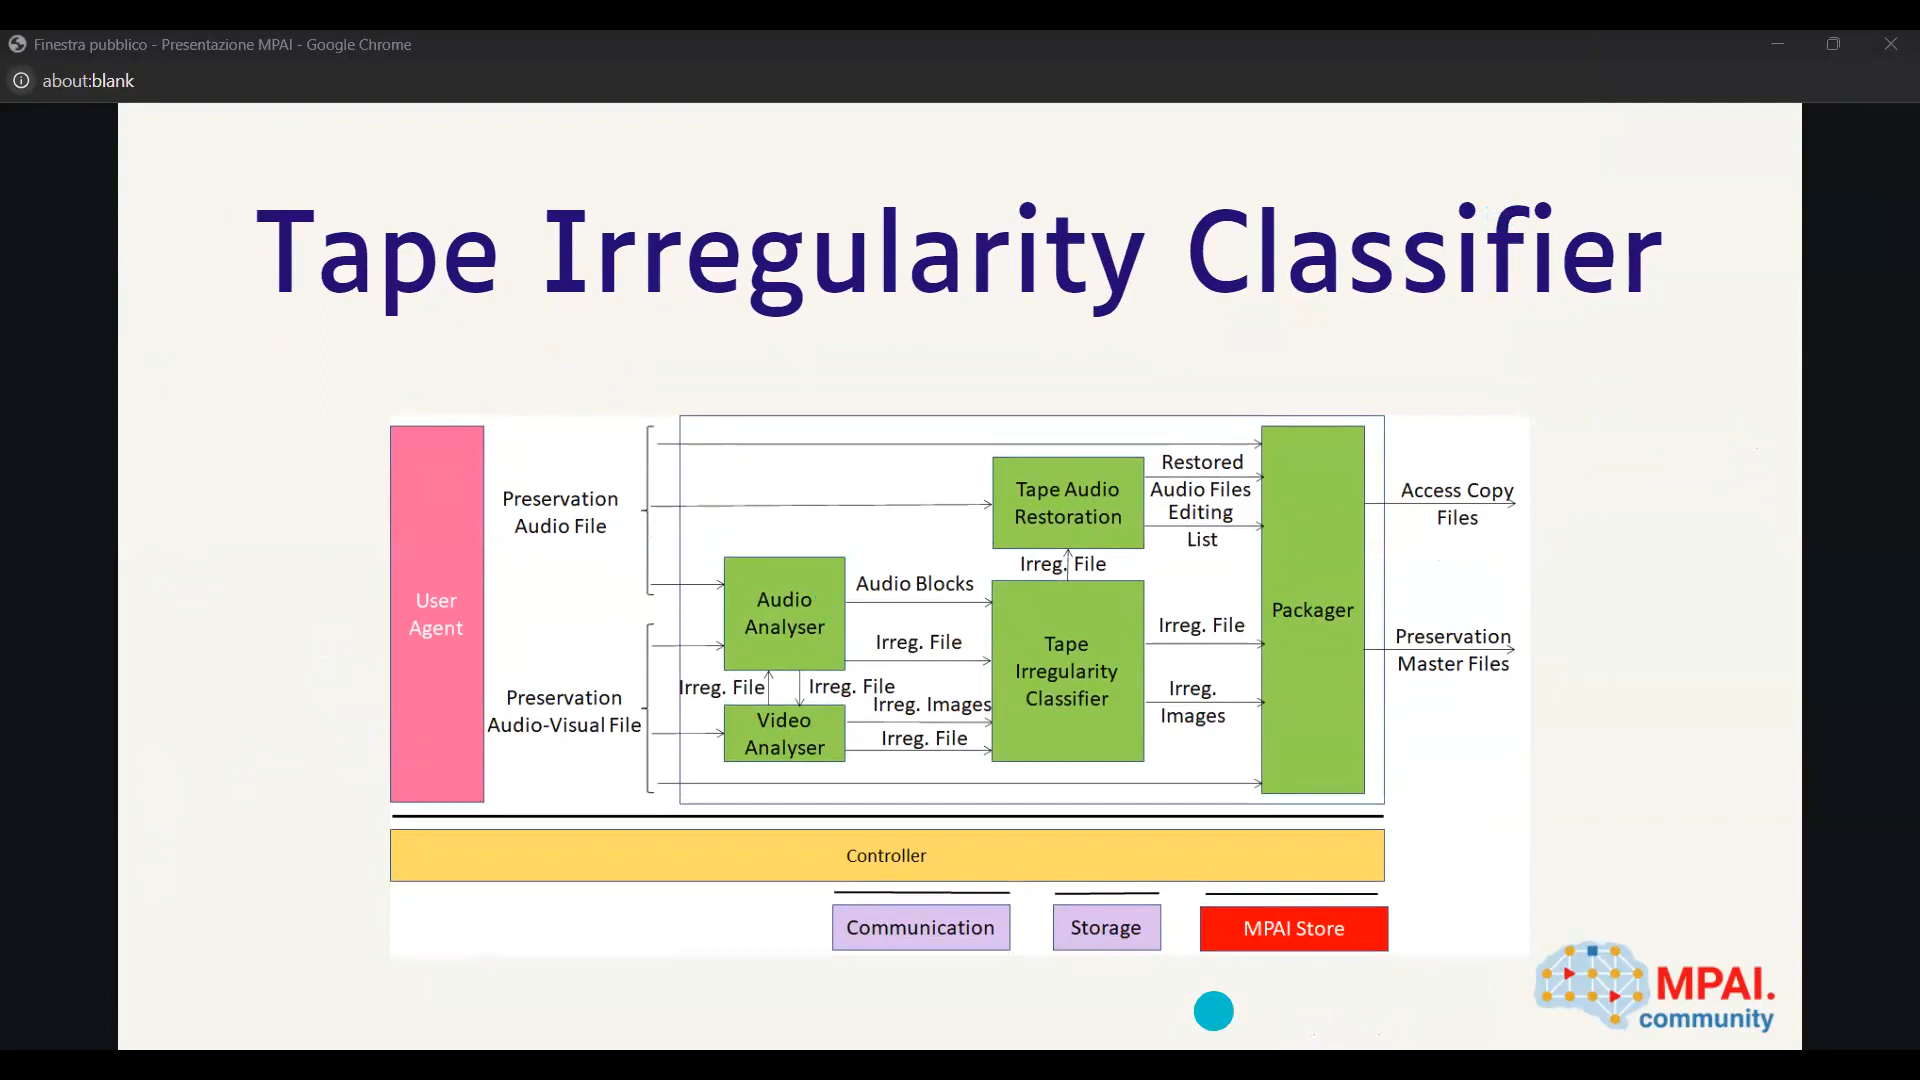 Finestra pubblico - Presentazione MPAI - Google Chrome
about:blank
Tape Irregularity Classifier
User
Agent
Preservation
Audio File
Preservation
Audio-Visual File
Audio
Analyser
Irreg. File
Irreg. File
Video
Analyser
Audio Blocks
Irreg. File
Irreg. Images
Irreg. File
Tape Audio
Restoration
Irreg. File
Tape
Irregularity
Classifier
Restored
Audio Files
Editing
List
Irreg. File
Irreg.
Images
Packager
Access Copy
Files
Preservation
Master Files
Controller
Communication
Storage
MPAI Store
MPAI.
community